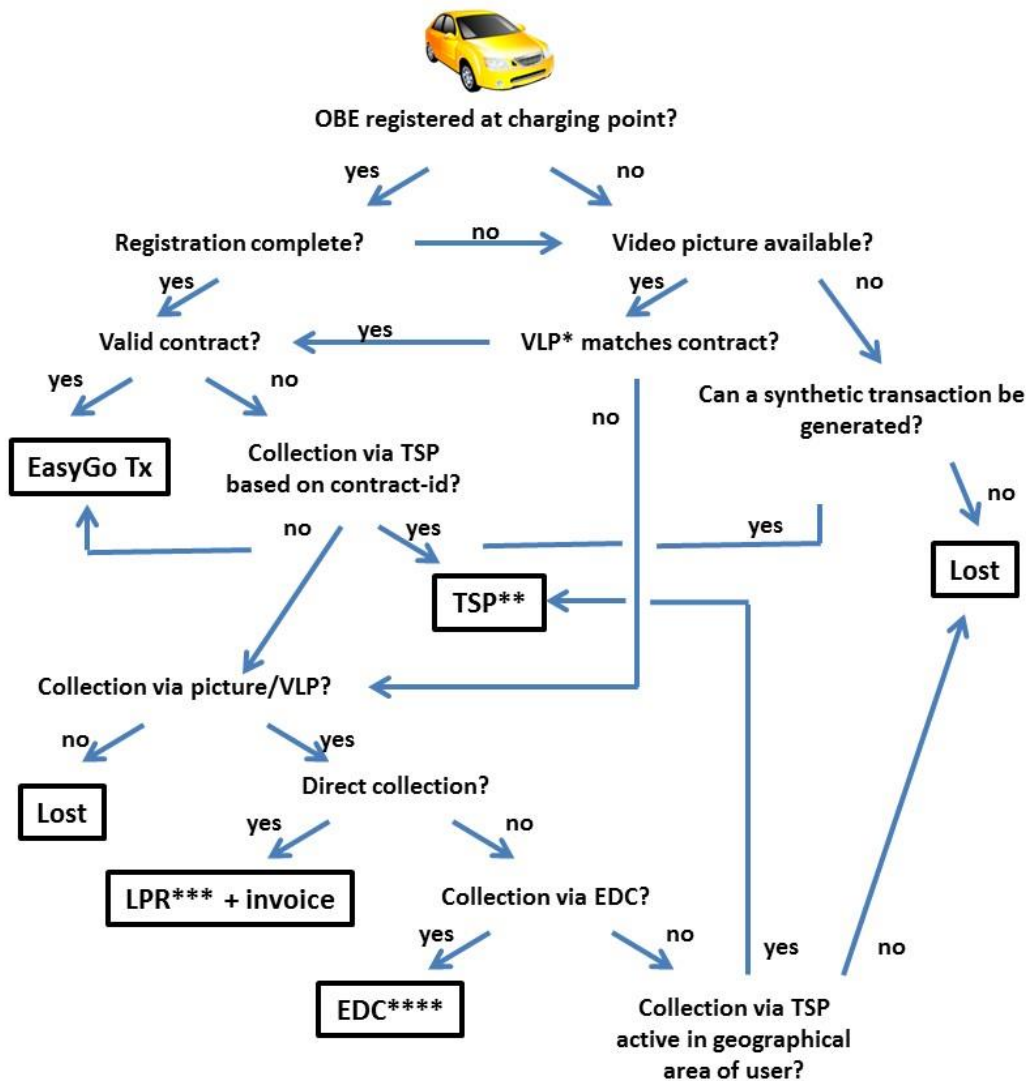 OBE registered at charging point?
yes
no
Registration complete?
no
Video picture available?
yes
yes
no
Valid contract?
yes
VLP* matches contract?
yes
no
Can a synthetic transaction be
generated?
no
EasyGo Tx
Collection via TSP
based on contract-id?
no
yes
yes
no
TSP**
Lost
Collection via picture/VLP?
no
yes
Direct collection?
Lost
yes
no
LPR*** + invoice
Collection via EDC?
yes
no
yes
no
EDC****
Collection via TSP
active in geographical
area of user?